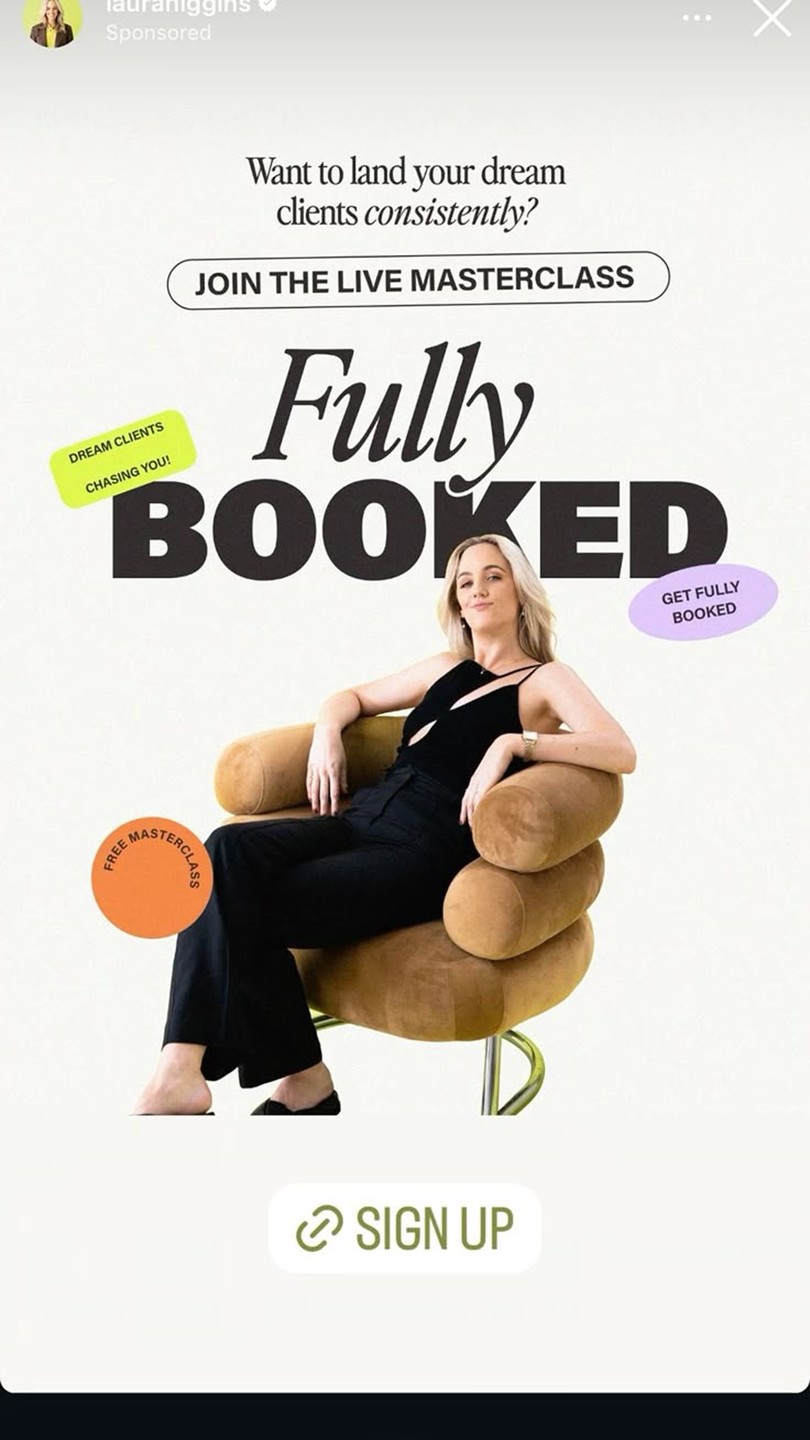 laurahiggins
Sponsored
Want to land your dream
clients consistently?
JOIN THE LIVE MASTERCLASS
Fully
DREAM CLIENTS
CHASING YOU!
BOOKED
GET FULLY
BOOKED
FREE MASTERCLASS
SIGN UP